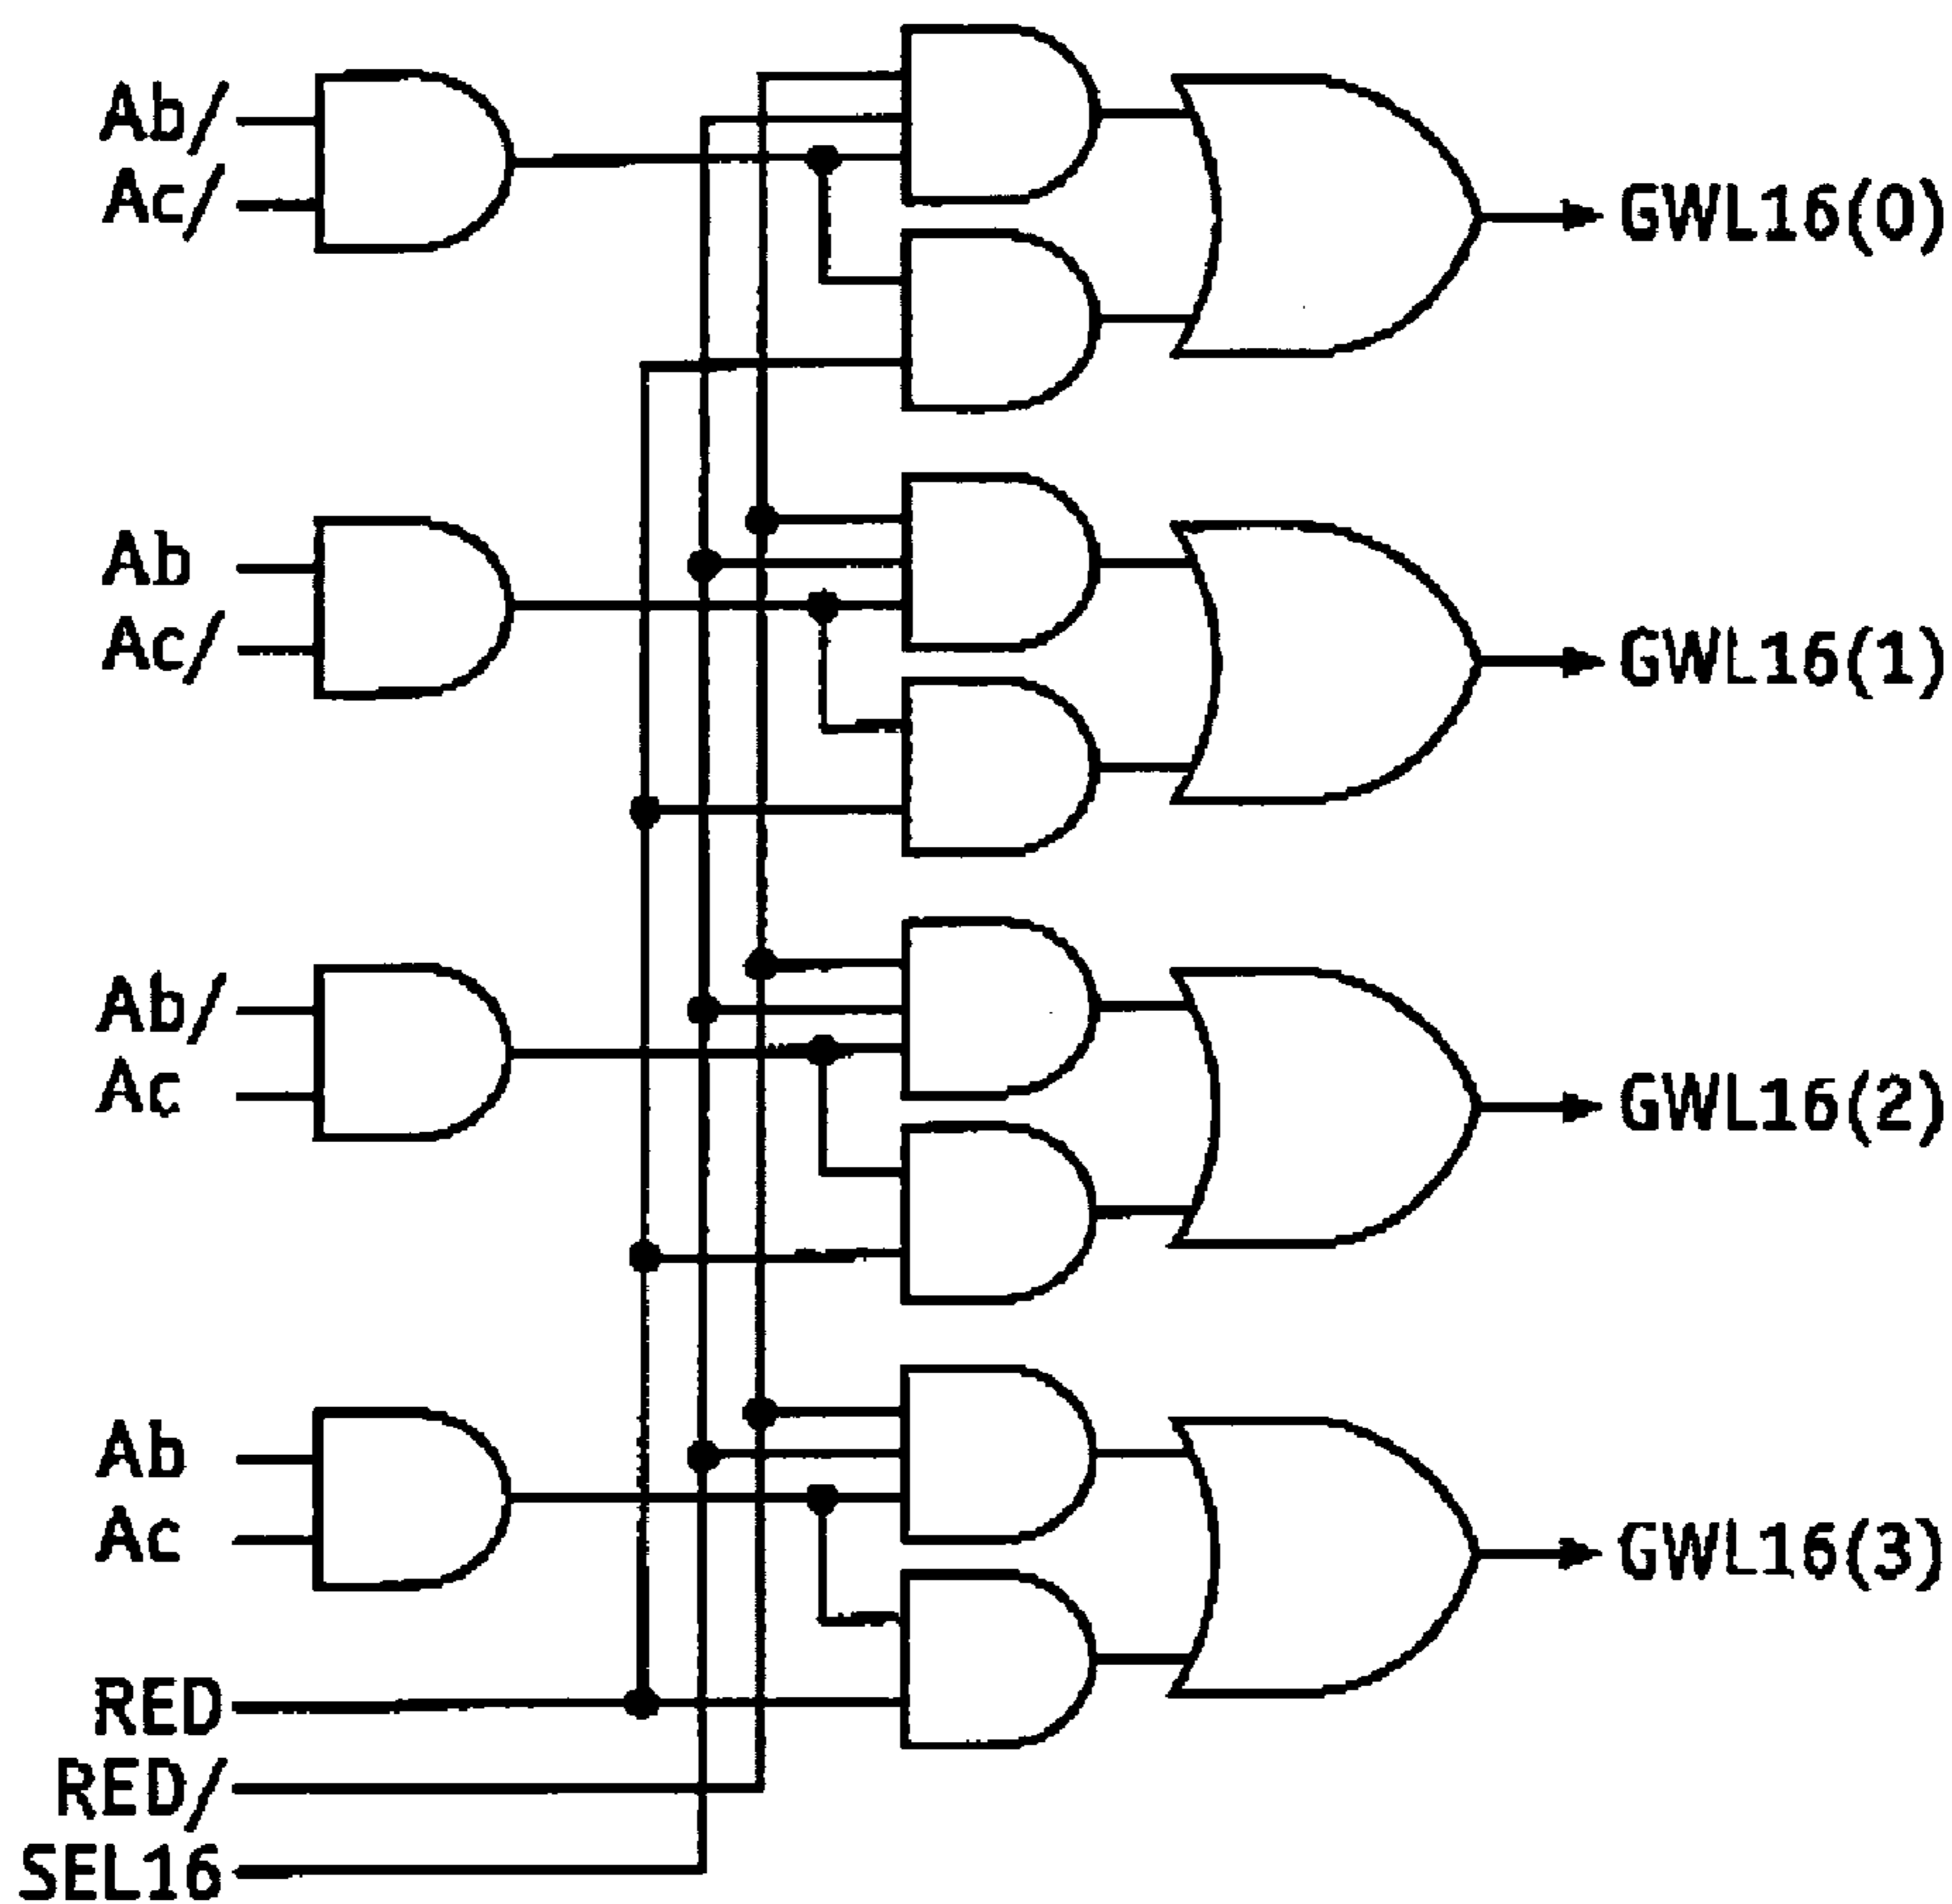 Ab/
Ac/
GWL16(0)
Ab
Ac/
GWL16(1)
Ab/
Ac
GWL16(2)
Ab
Ac
GWL16(3)
RED
RED/
SEL16